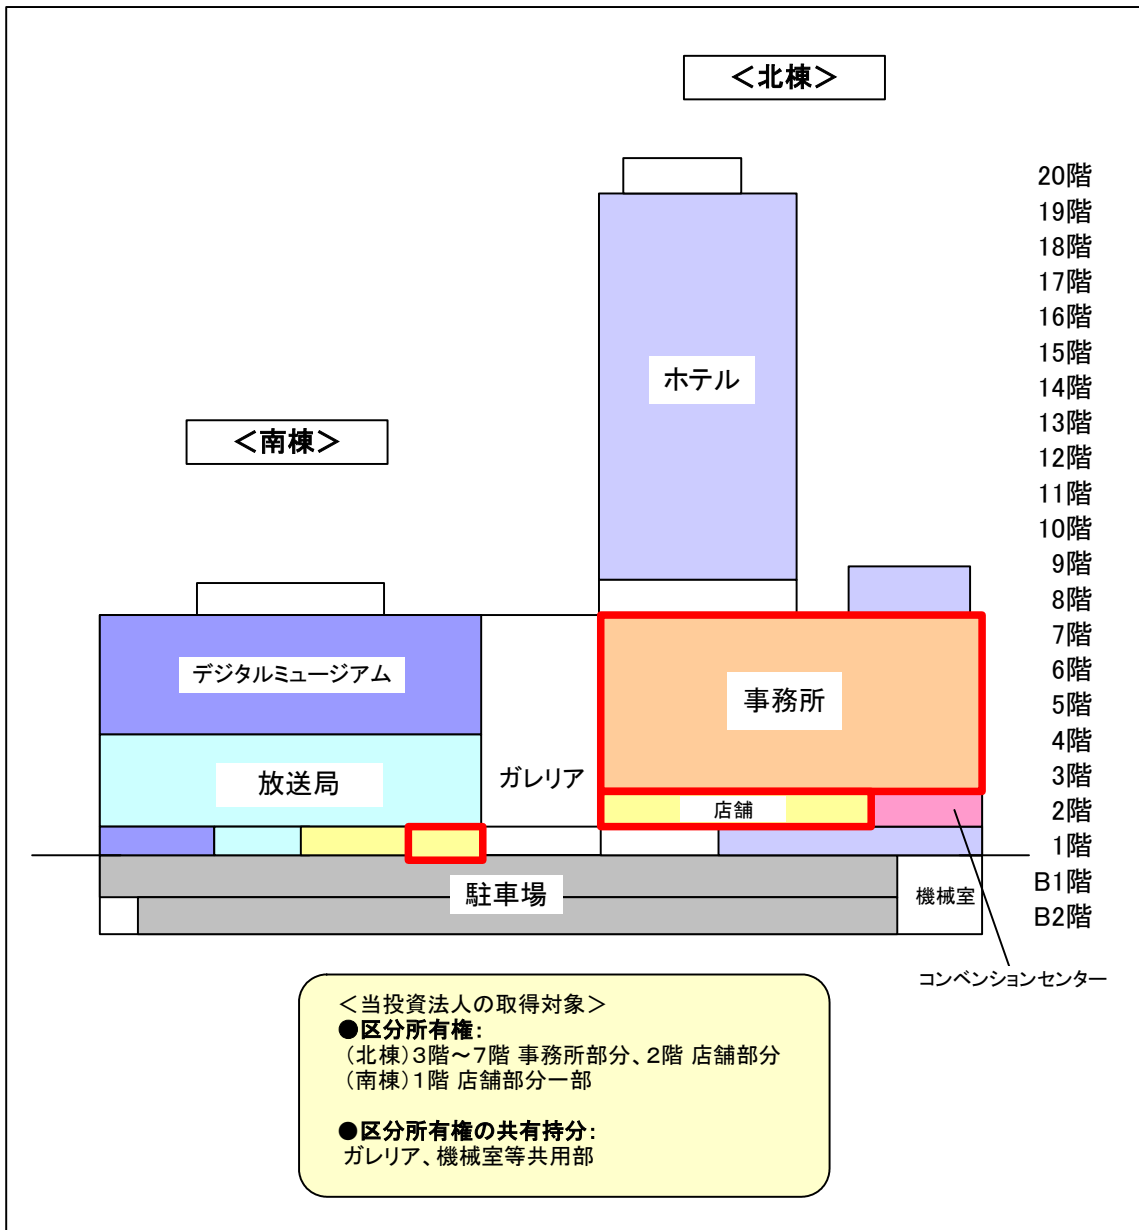 ＜北棟＞
20階
19階
18階
17階
16階
15階
14階
13階
12階
11階
10階
9階
8階
7階
6階
5階
4階
3階
2階
1階
B1階
B2階
ホテル
＜南棟＞
デジタルミュージアム
事務所
放送局
ガレリア
店舗
駐車場
機械室
コンベンションセンター
＜当投資法人の取得対象＞
●区分所有権：
（北棟）3階～7階 事務所部分、2階 店舗部分
（南棟）1階 店舗部分一部
●区分所有権の共有持分：
ガレリア、機械室等共用部